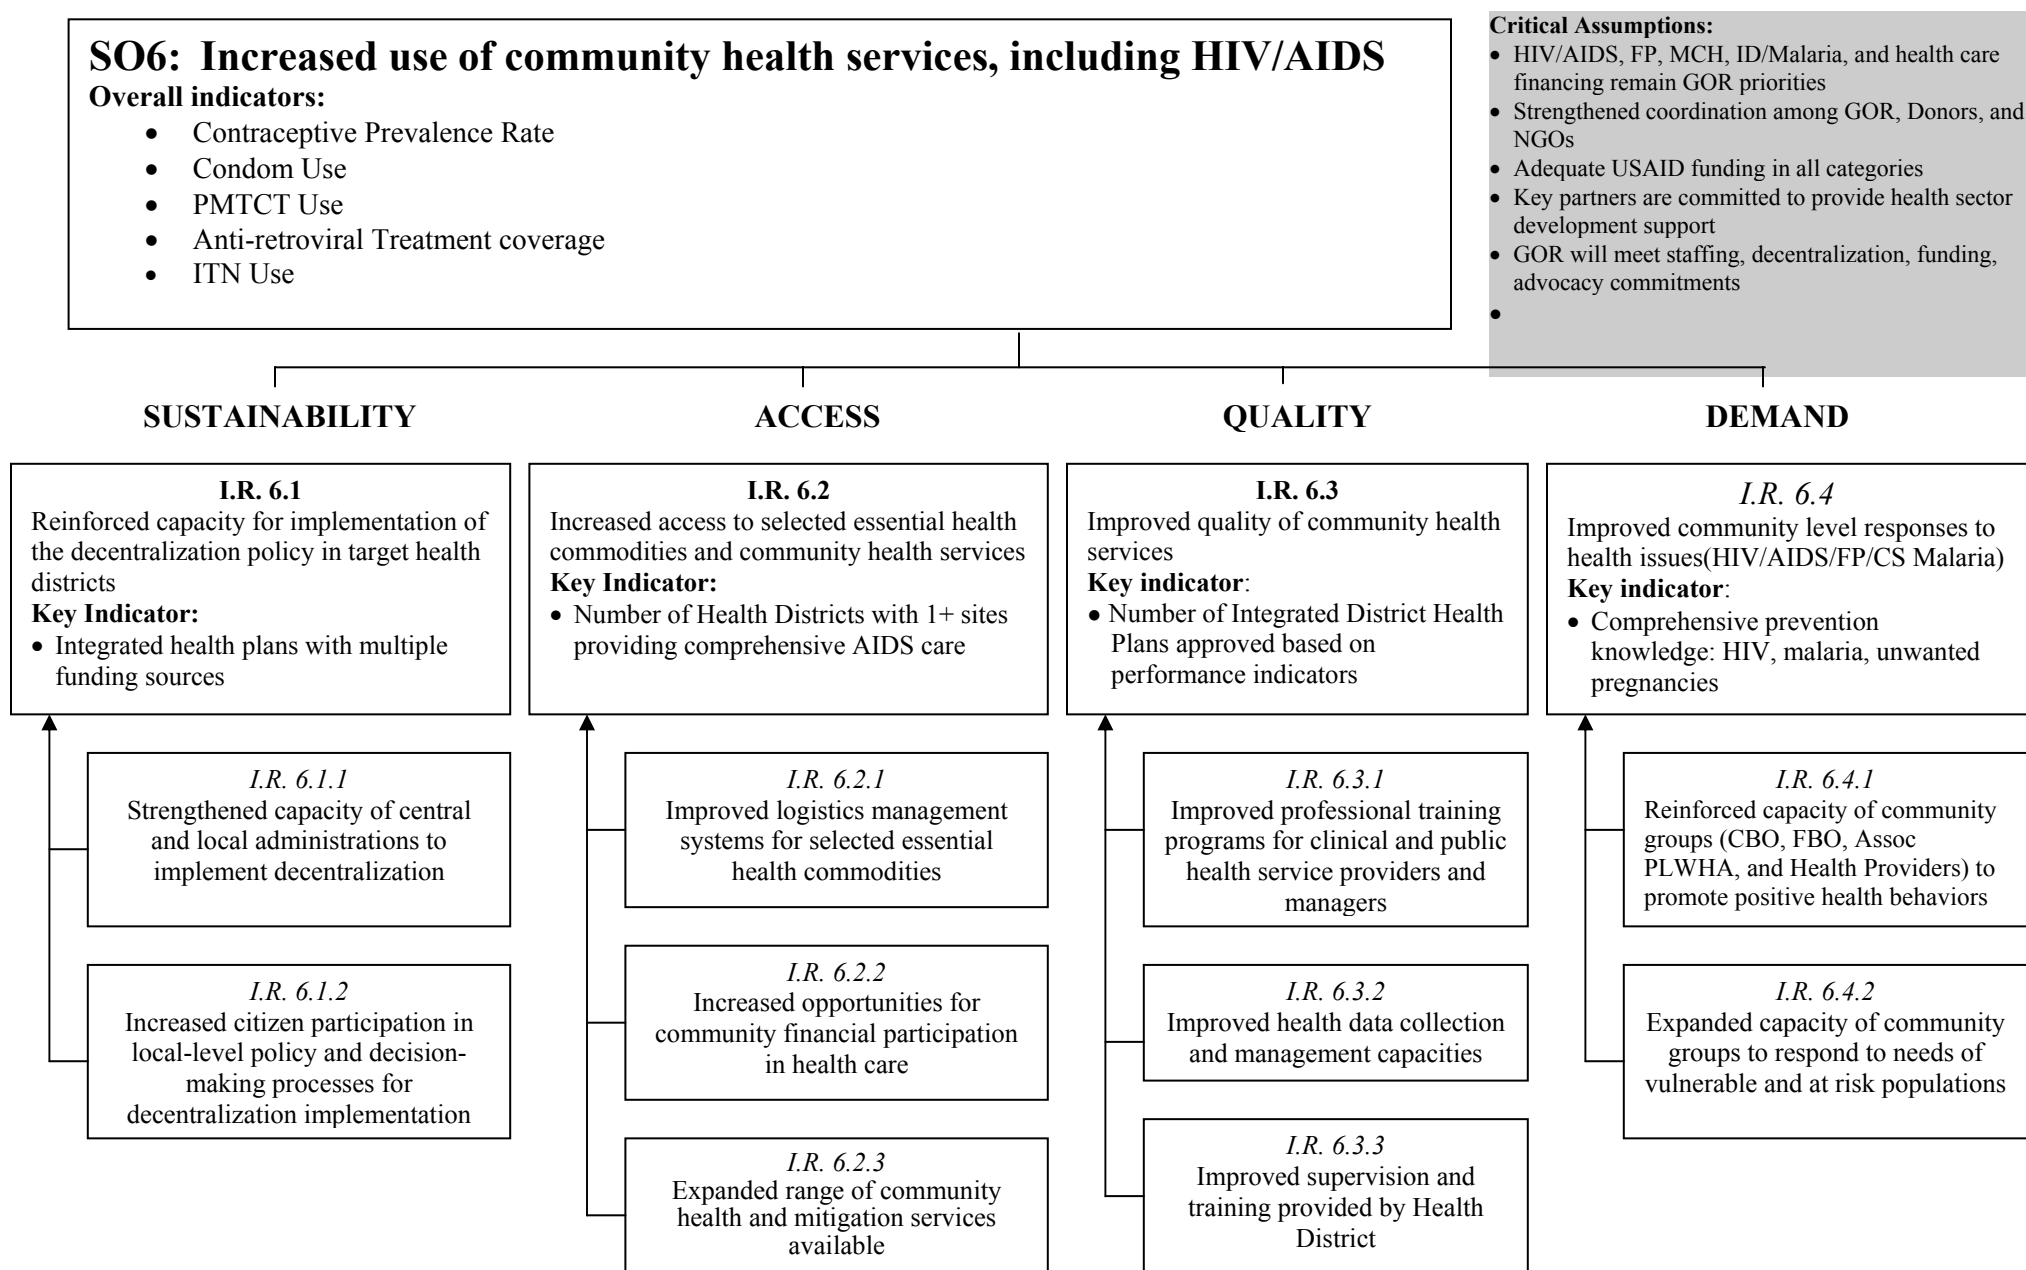 SO6: Increased use of community health services, including HIV/AIDS
Overall indicators:
• Contraceptive Prevalence Rate
• Condom Use
• PMTCT Use
• Anti-retroviral Treatment coverage
• ITN Use
Critical Assumptions:
• HIV/AIDS, FP, MCH, ID/Malaria, and health care
financing remain GOR priorities
• Strengthened coordination among GOR, Donors, and
NGOs
• Adequate USAID funding in all categories
• Key partners are committed to provide health sector
development support
• GOR will meet staffing, decentralization, funding,
advocacy commitments
•
SUSTAINABILITY
I.R. 6.1
Reinforced capacity for implementation of
the decentralization policy in target health
districts
Key Indicator:
• Integrated health plans with multiple
funding sources
I.R. 6.1.1
Strengthened capacity of central
and local administrations to
implement decentralization
I.R. 6.1.2
Increased citizen participation in
local-level policy and decision-
making processes for
decentralization implementation
ACCESS
I.R. 6.2
Increased access to selected essential health
commodities and community health services
Key Indicator:
• Number of Health Districts with 1+ sites
providing comprehensive AIDS care
I.R. 6.2.1
Improved logistics management
systems for selected essential
health commodities
I.R. 6.2.2
Increased opportunities for
community financial participation
in health care
I.R. 6.2.3
Expanded range of community
health and mitigation services
available
QUALITY
I.R. 6.3
Improved quality of community health
services
Key indicator:
• Number of Integrated District Health
Plans approved based on
performance indicators
I.R. 6.3.1
Improved professional training
programs for clinical and public
health service providers and
managers
I.R. 6.3.2
Improved health data collection
and management capacities
I.R. 6.3.3
Improved supervision and
training provided by Health
District
DEMAND
I.R. 6.4
Improved community level responses to
health issues(HIV/AIDS/FP/CS Malaria)
Key indicator:
• Comprehensive prevention
knowledge: HIV, malaria, unwanted
pregnancies
I.R. 6.4.1
Reinforced capacity of community
groups (CBO, FBO, Assoc
PLWHA, and Health Providers) to
promote positive health behaviors
I.R. 6.4.2
Expanded capacity of community
groups to respond to needs of
vulnerable and at risk populations